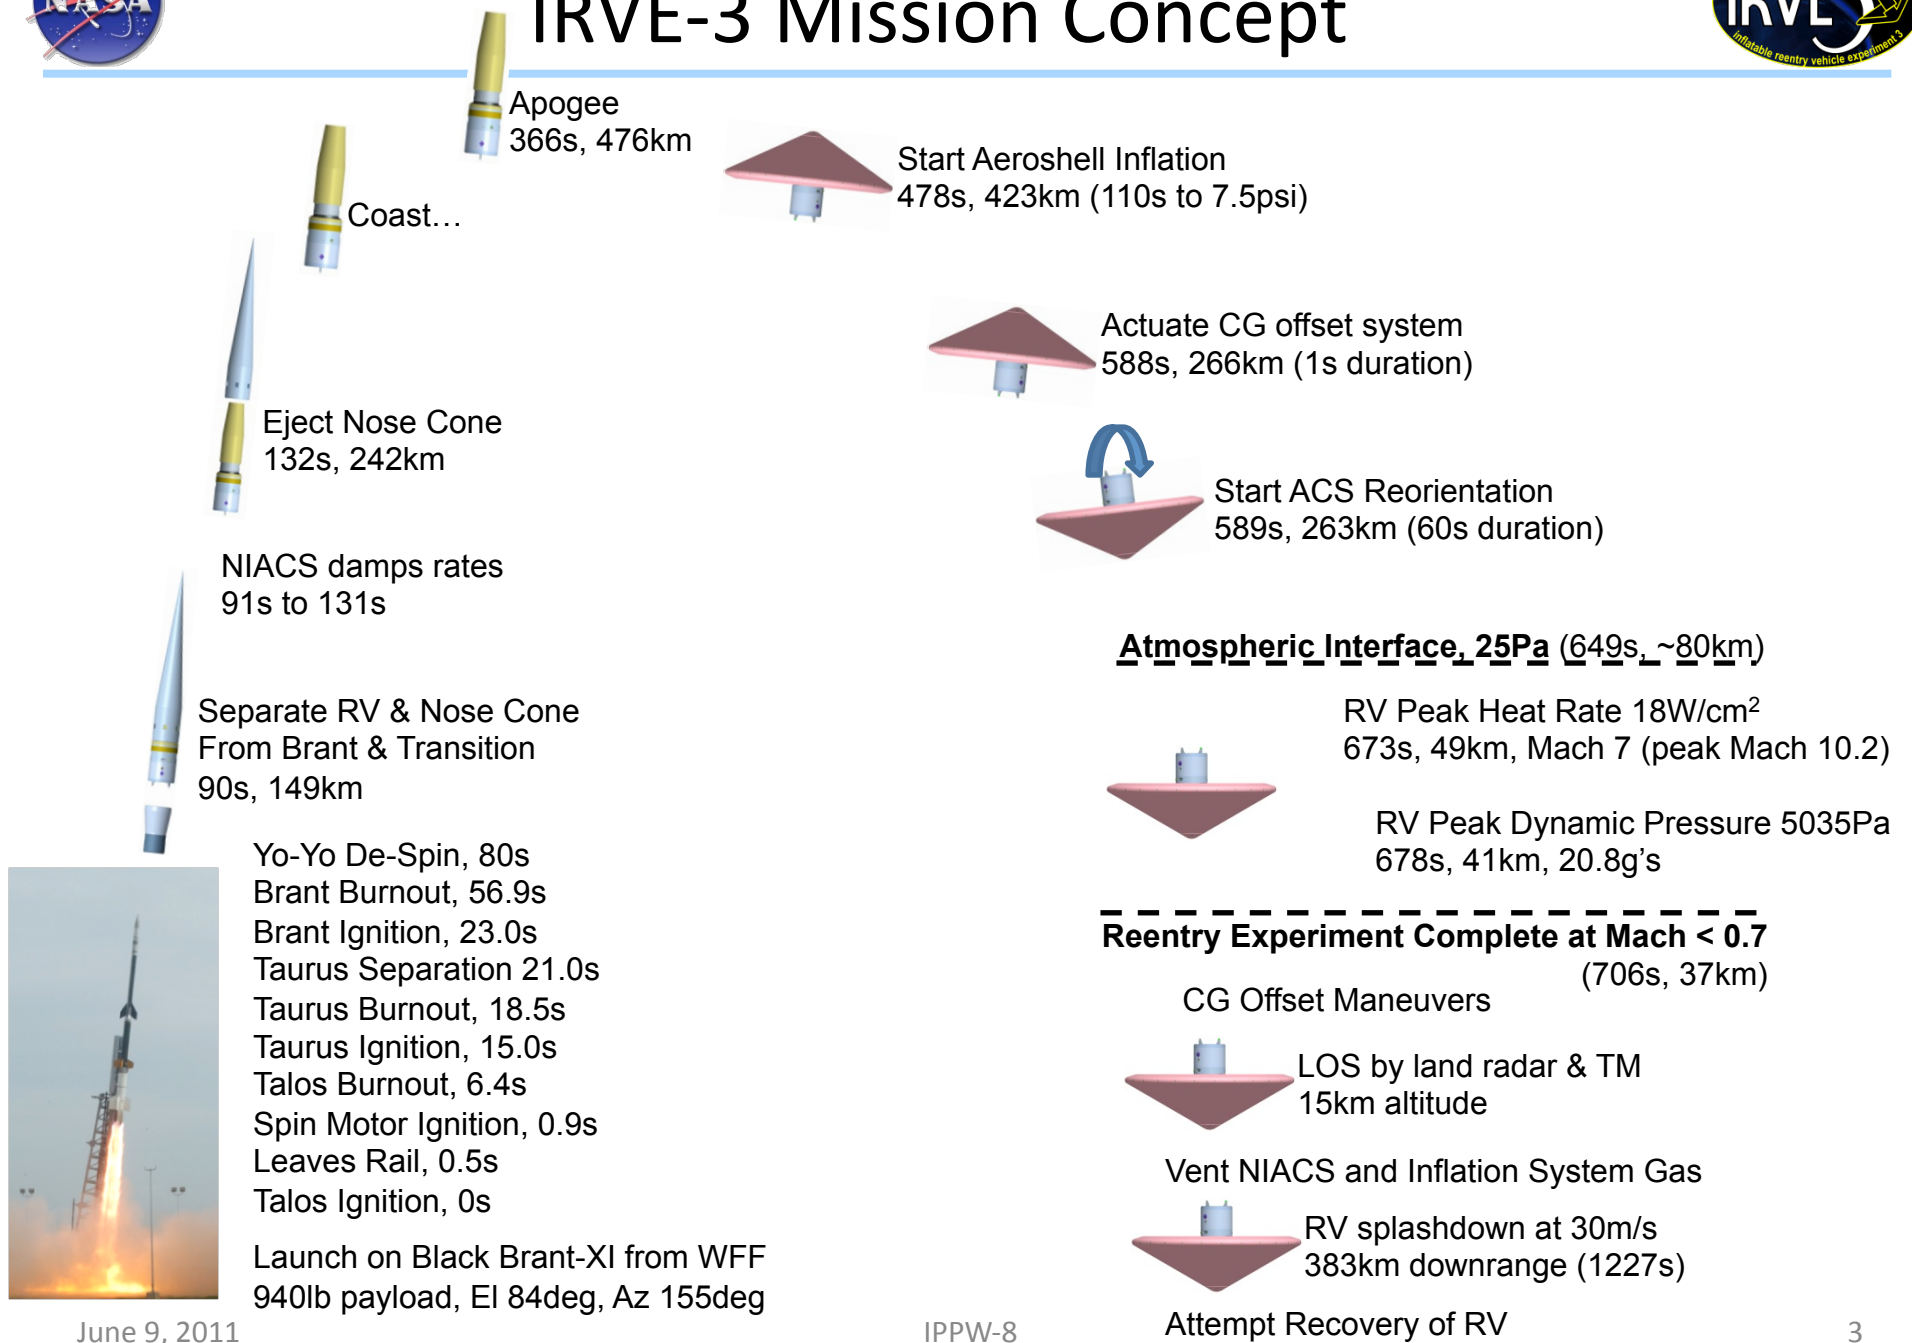 NASA
IRVE-3 Mission Concept
IRVE 3
inflatable reentry vehicle experiment 3
Apogee
366s, 476km
Coast…
Eject Nose Cone
132s, 242km
NIACS damps rates
91s to 131s
Separate RV & Nose Cone
From Brant & Transition
90s, 149km
Yo-Yo De-Spin, 80s
Brant Burnout, 56.9s
Brant Ignition, 23.0s
Taurus Separation 21.0s
Taurus Burnout, 18.5s
Taurus Ignition, 15.0s
Talos Burnout, 6.4s
Spin Motor Ignition, 0.9s
Leaves Rail, 0.5s
Talos Ignition, 0s
Launch on Black Brant-XI from WFF
940lb payload, El 84deg, Az 155deg
Start Aeroshell Inflation
478s, 423km (110s to 7.5psi)
Actuate CG offset system
588s, 266km (1s duration)
Start ACS Reorientation
589s, 263km (60s duration)
Atmospheric Interface, 25Pa (649s, ~80km)
RV Peak Heat Rate 18W/cm²
673s, 49km, Mach 7 (peak Mach 10.2)
RV Peak Dynamic Pressure 5035Pa
678s, 41km, 20.8g's
Reentry Experiment Complete at Mach < 0.7
(706s, 37km)
CG Offset Maneuvers
LOS by land radar & TM
15km altitude
Vent NIACS and Inflation System Gas
RV splashdown at 30m/s
383km downrange (1227s)
Attempt Recovery of RV
June 9, 2011
IPPW-8
3